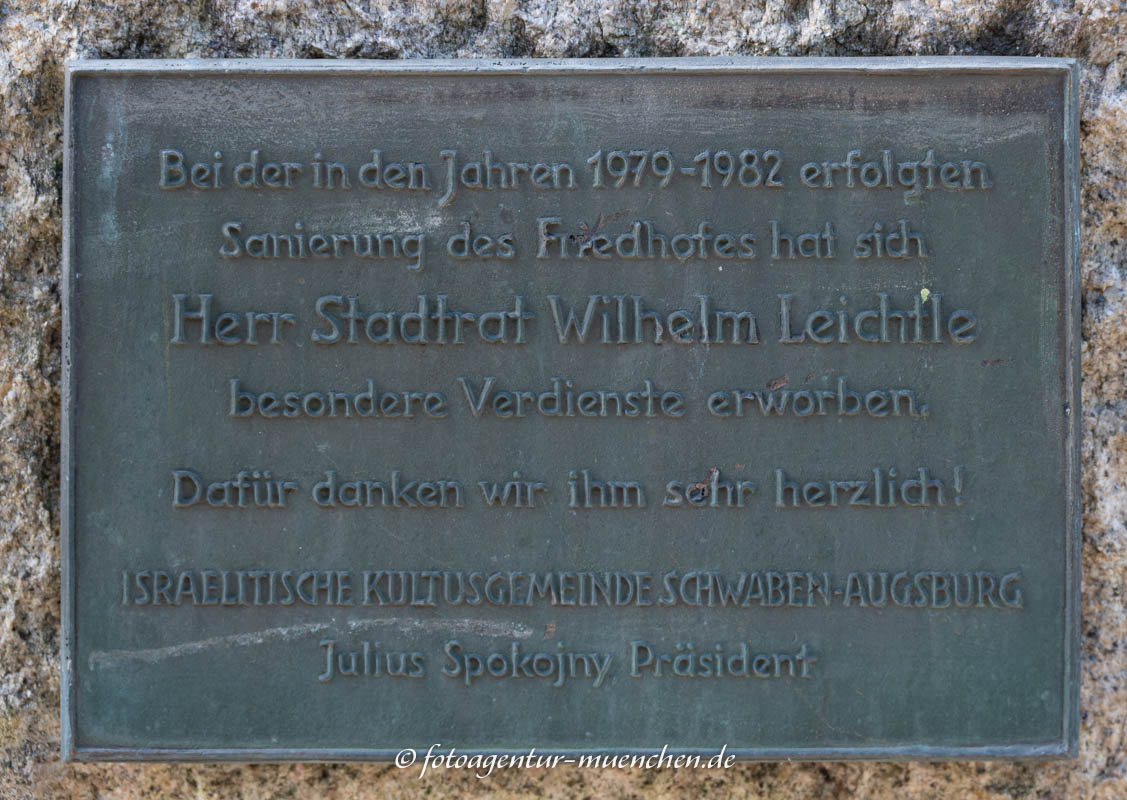 Bei der in den Jahren 1979-1982 erfolgten
Sanierung des Friedhofes hat sich
Herr Stadtrat Wilhelm Leichtle
besondere Verdienste erworben.
Dafür danken wir ihm sehr herzlich!
ISRAELITISCHE KULTUSGEMEINDE SCHWABEN-AUGSBURG
Julius Spokojny, Präsident
© fotoagentur-muenchen.de